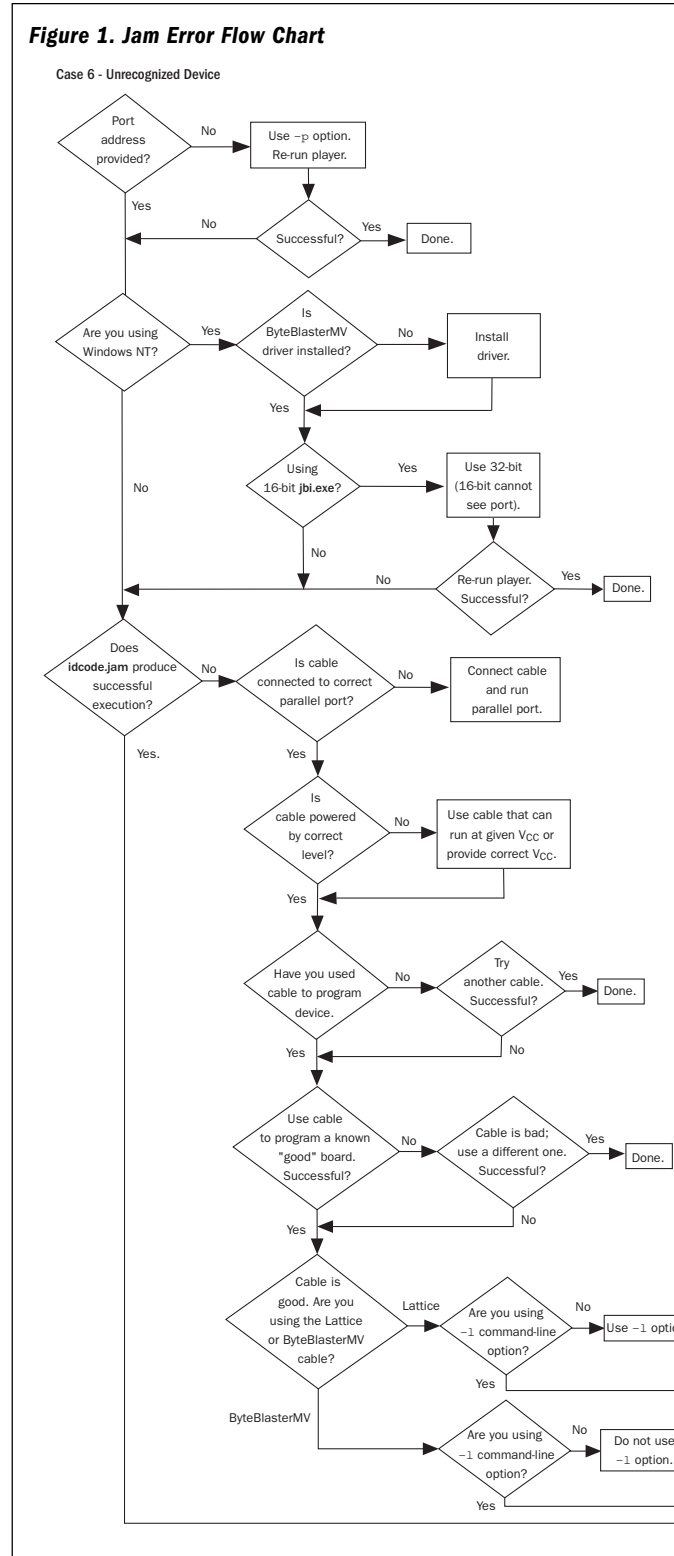 Figure 1. Jam Error Flow Chart
Case 6 - Unrecognized Device
Port
address
provided?
No
Use -p option.
Re-run player.
Yes
No
Successful?
Yes
Done.
Are you using
Windows NT?
Yes
Is
ByteBlasterMV
driver installed?
No
Install
driver.
Yes
No
Using
16-bit jbi.exe?
Yes
Use 32-bit
(16-bit cannot
see port).
No
No
Re-run player.
Successful?
Yes
Done.
Does
idcode.jam produce
successful
execution?
No
Is cable
connected to correct
parallel port?
No
Connect cable
and run
parallel port.
Yes.
Yes
Is
cable powered
by correct
level?
No
Use cable that can
run at given VCC or
provide correct VCC.
Yes
Have you used
cable to program
device.
No
Try
another cable.
Successful?
Yes
Done.
Yes
No
Use cable
to program a known
"good" board.
Successful?
No
Cable is bad;
use a different one.
Successful?
Yes
Done.
Yes
No
Cable is
good. Are you
using the Lattice
or ByteBlasterMV
cable?
Lattice
Are you using
-l command-line
option?
No
Use -l optio
Yes
ByteBlasterMV
Are you using
-l command-line
option?
No
Do not use
-l option.
Yes